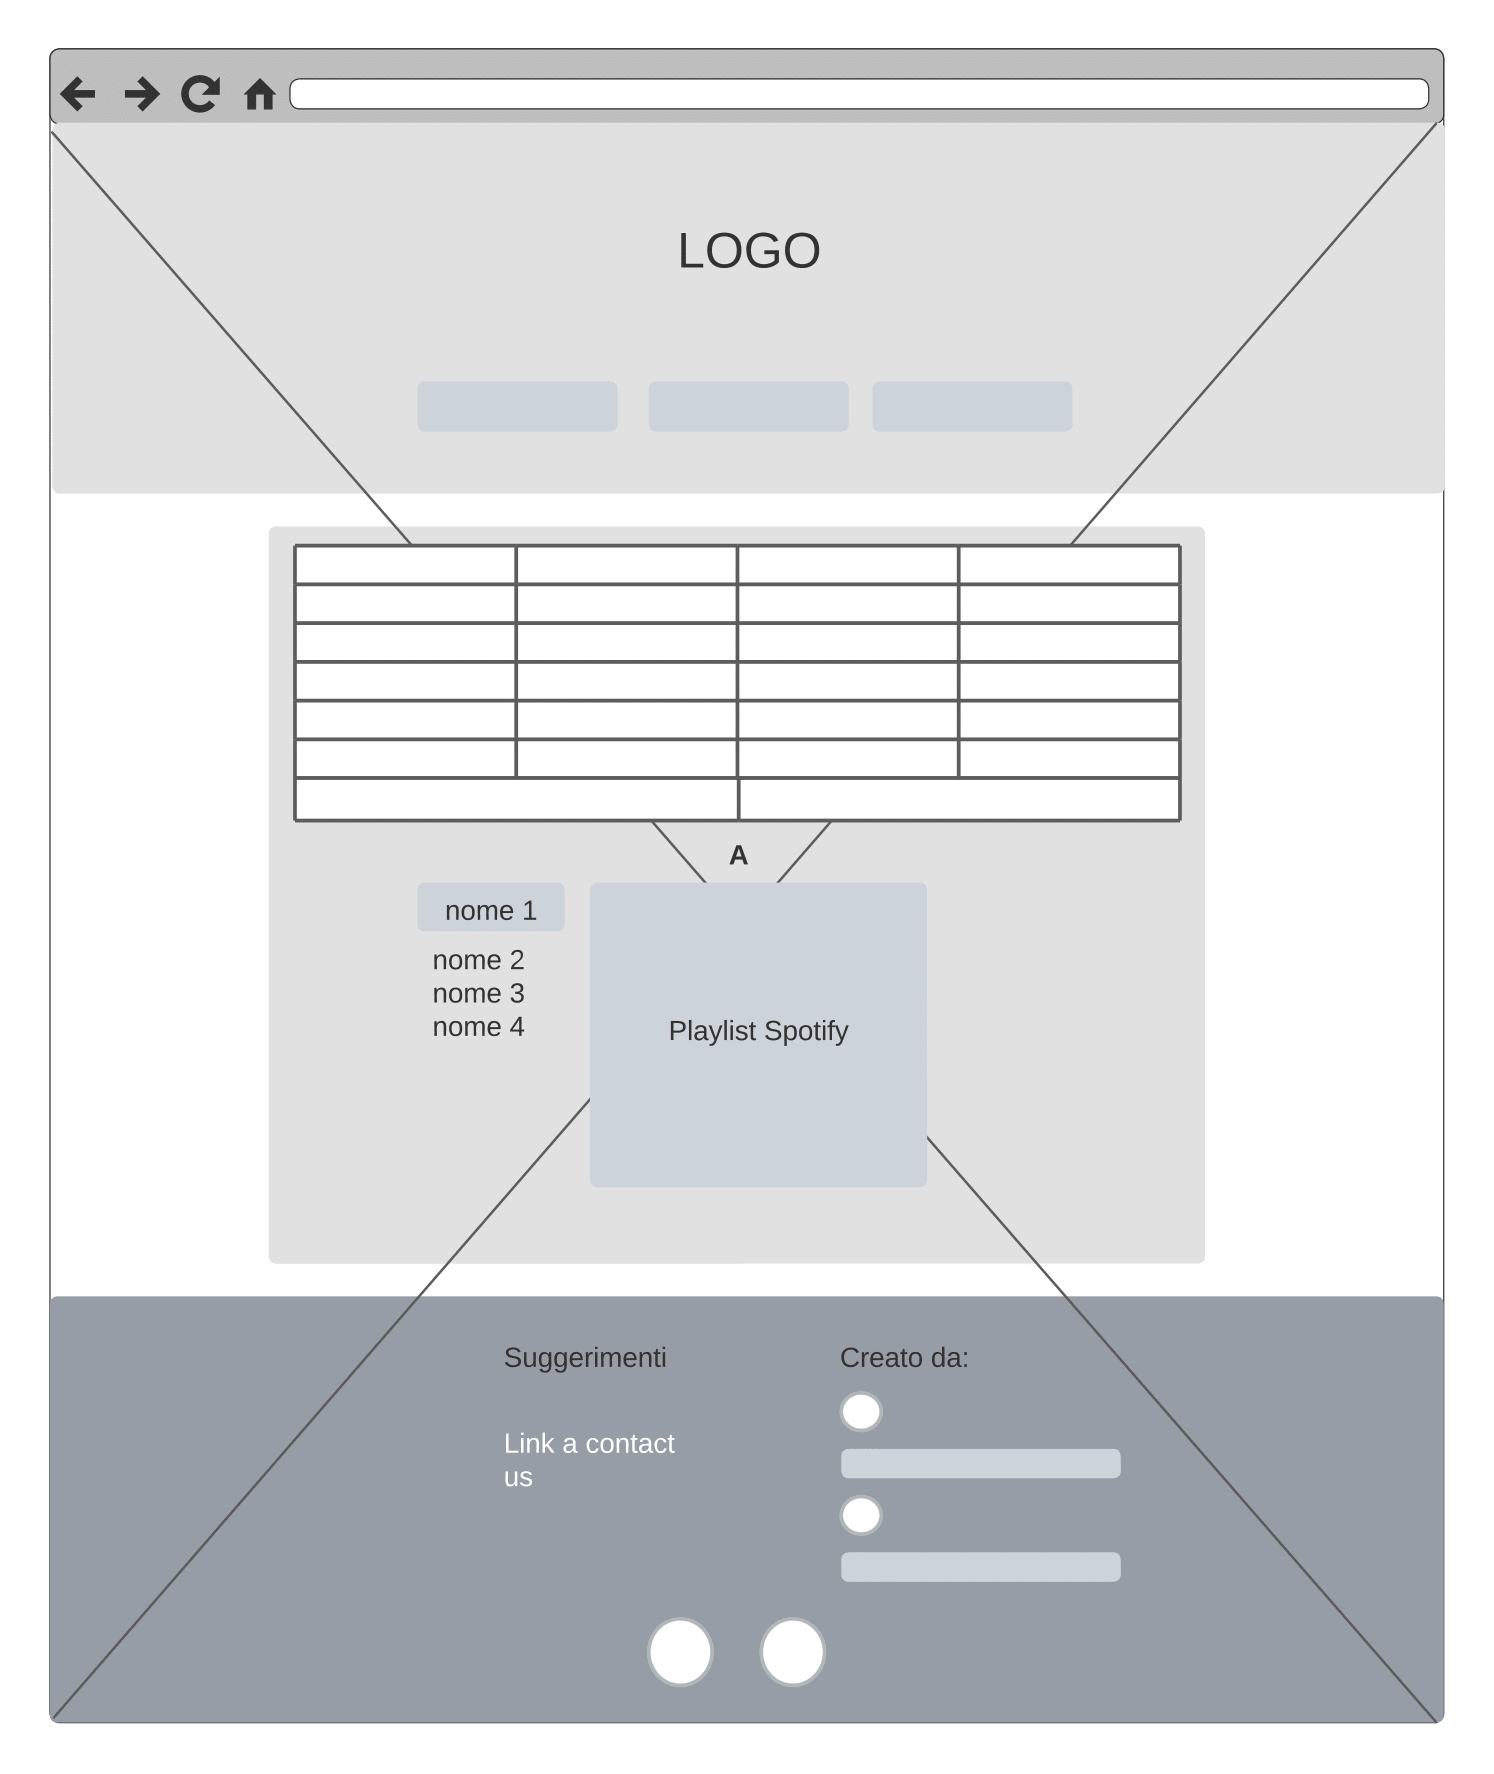 LOGO
A
nome 1
nome 2
nome 3
nome 4
Playlist Spotify
Suggerimenti
Link a contact
us
Creato da: